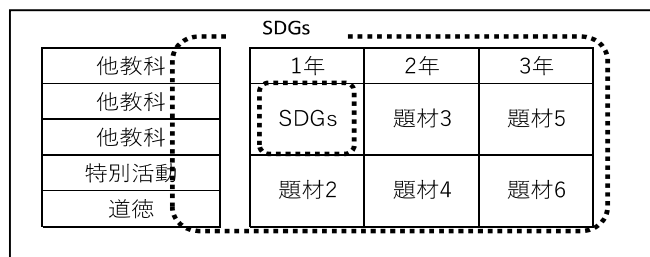 SDGs
他教科
他教科
他教科
特別活動
道徳
1年 2年 3年
SDGs 題材3 題材5
題材2 題材4 題材6